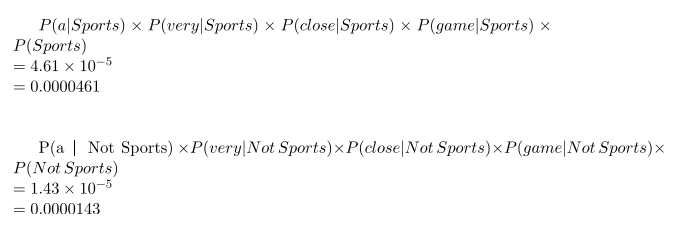 P(a|Sports) × P(very|Sports) × P(close|Sports) × P(game|Sports) ×
P(Sports)
= 4.61 × 10⁻⁵
= 0.0000461
P(a | Not Sports) ×P(very|Not Sports)×P(close|Not Sports)×P(game|Not Sports)×
P(Not Sports)
= 1.43 × 10⁻⁵
= 0.0000143